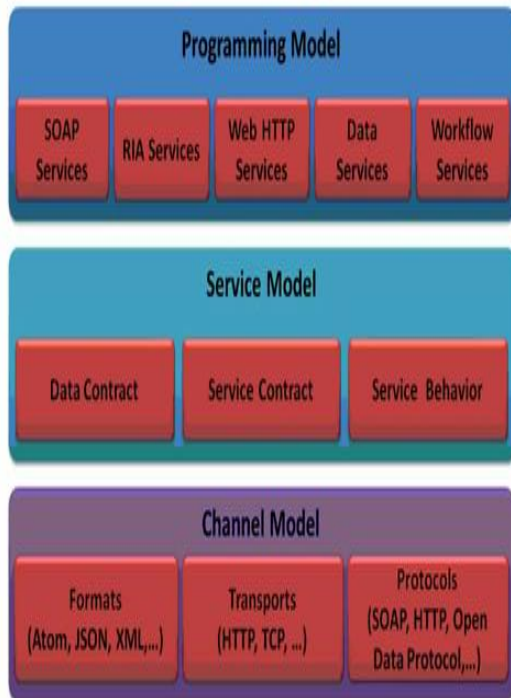 Programming Model
SOAP
Services
RIA Services
Web HTTP
Services
Data
Services
Workflow
Services
Service Model
Data Contract
Service Contract
Service Behavior
Channel Model
Formats
(Atom, JSON, XML,...)
Transports
(HTTP, TCP, ...)
Protocols
(SOAP, HTTP, Open
Data Protocol,...)